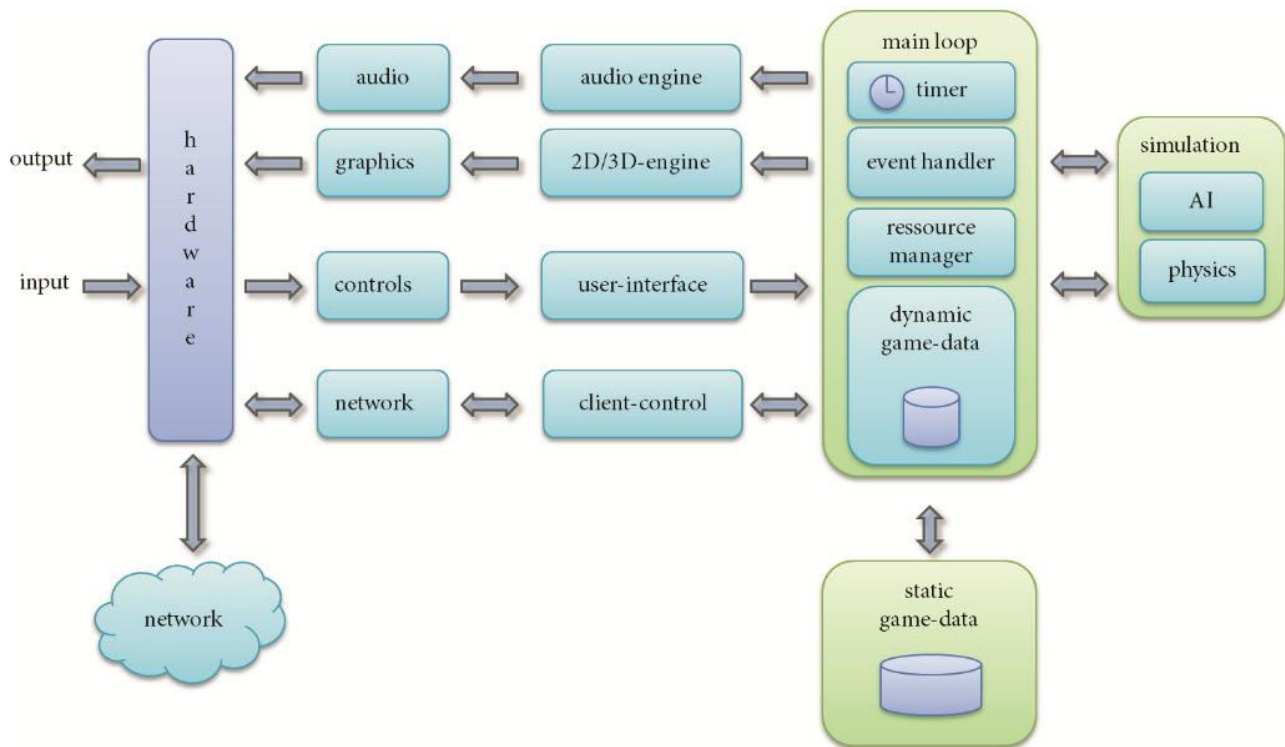 main loop
audio
audio engine
timer
h
a
r
d
w
a
r
e
output
graphics
2D/3D-engine
event handler
simulation
AI
ressource
manager
input
controls
user-interface
physics
dynamic
game-data
network
client-control
network
static
game-data